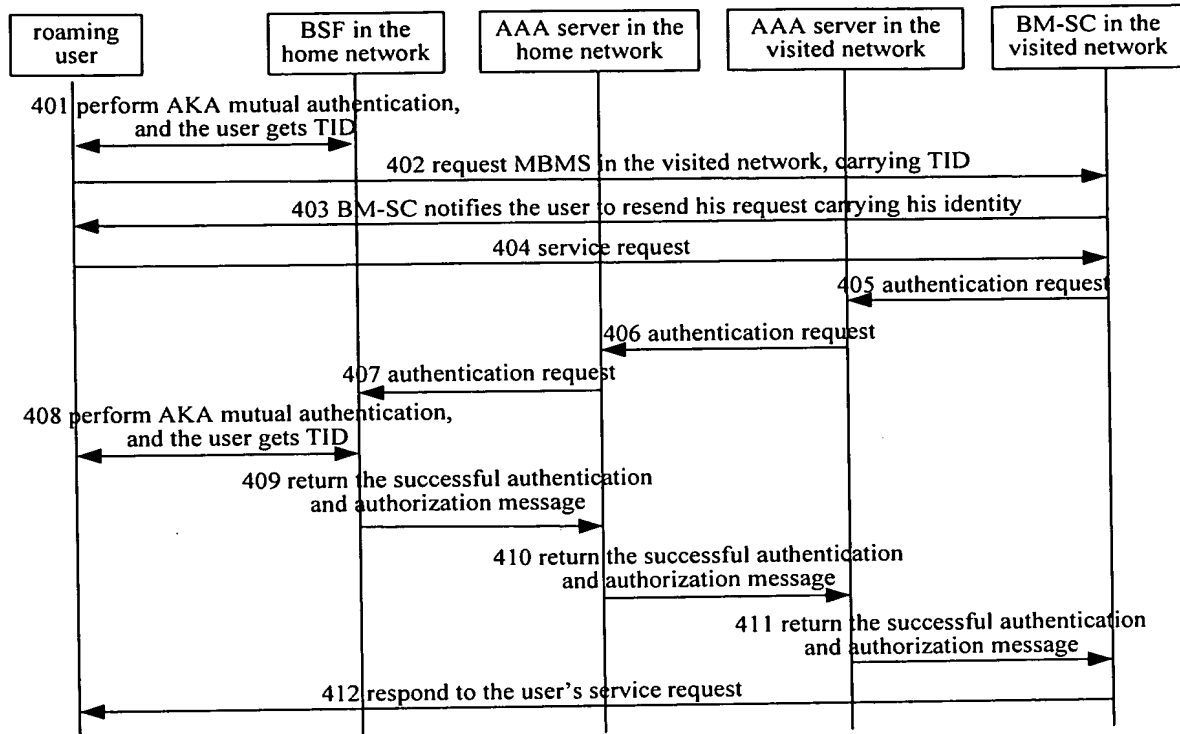 roaming
user
BSF in the
home network
AAA server in the
home network
AAA server in the
visited network
BM-SC in the
visited network
401 perform AKA mutual authentication,
and the user gets TID
402 request MBMS in the visited network, carrying TID
403 BM-SC notifies the user to resend his request carrying his identity
404 service request
405 authentication request
406 authentication request
407 authentication request
408 perform AKA mutual authentication,
and the user gets TID
409 return the successful authentication
and authorization message
410 return the successful authentication
and authorization message
411 return the successful authentication
and authorization message
412 respond to the user's service request